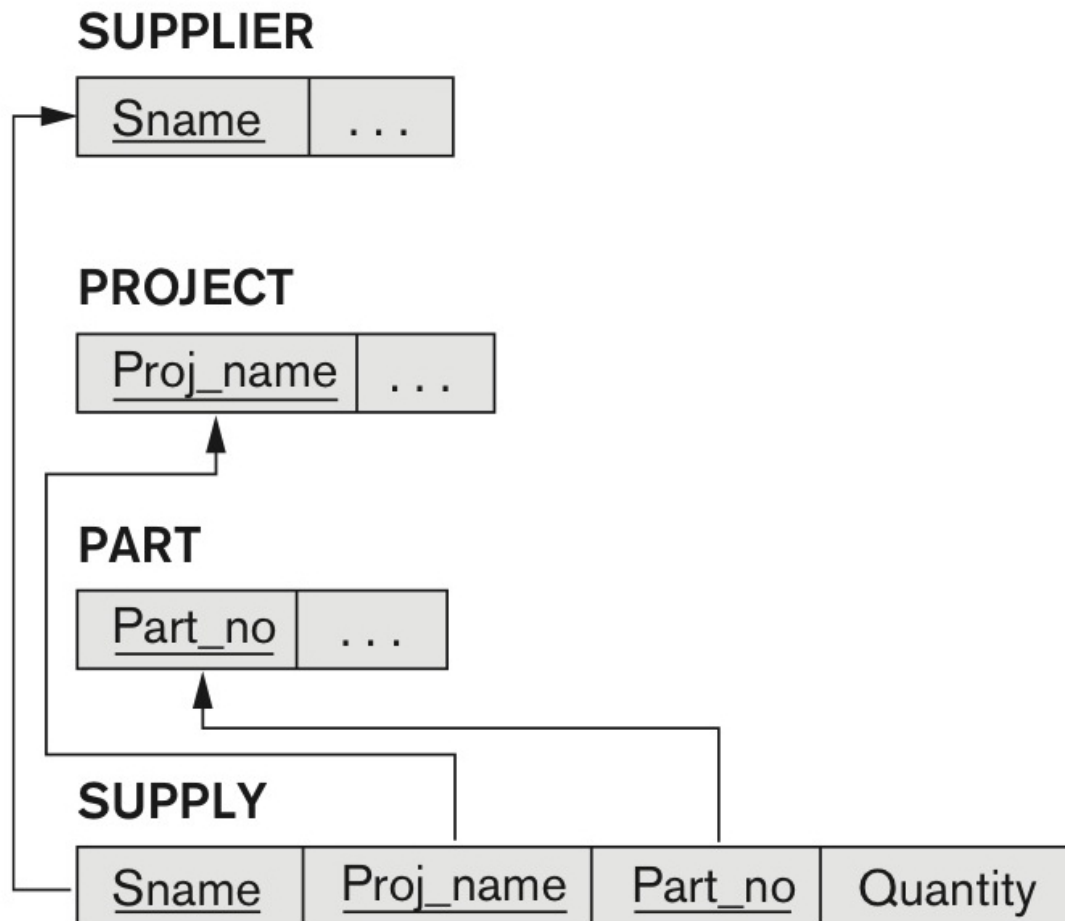 SUPPLIER
Sname ...
PROJECT
Proj_name ...
PART
Part_no ...
SUPPLY
Sname Proj_name Part_no Quantity